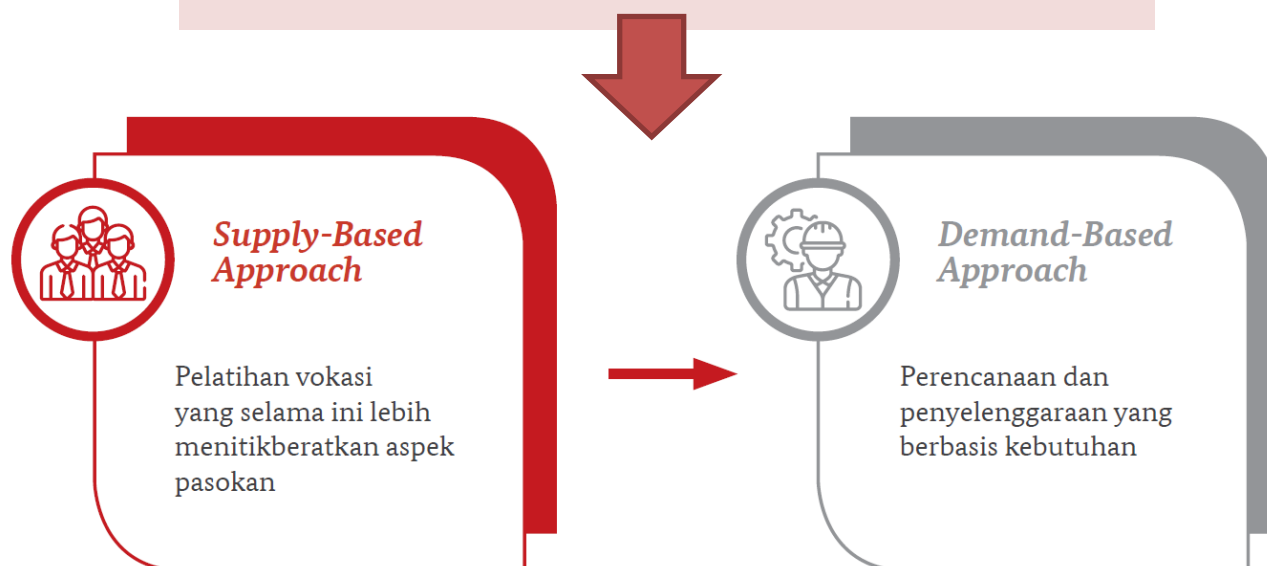 Supply-Based
Approach
Pelatihan vokasi
yang selama ini lebih
menitikberatkan aspek
pasokan
Demand-Based
Approach
Perencanaan dan
penyelenggaraan yang
berbasis kebutuhan